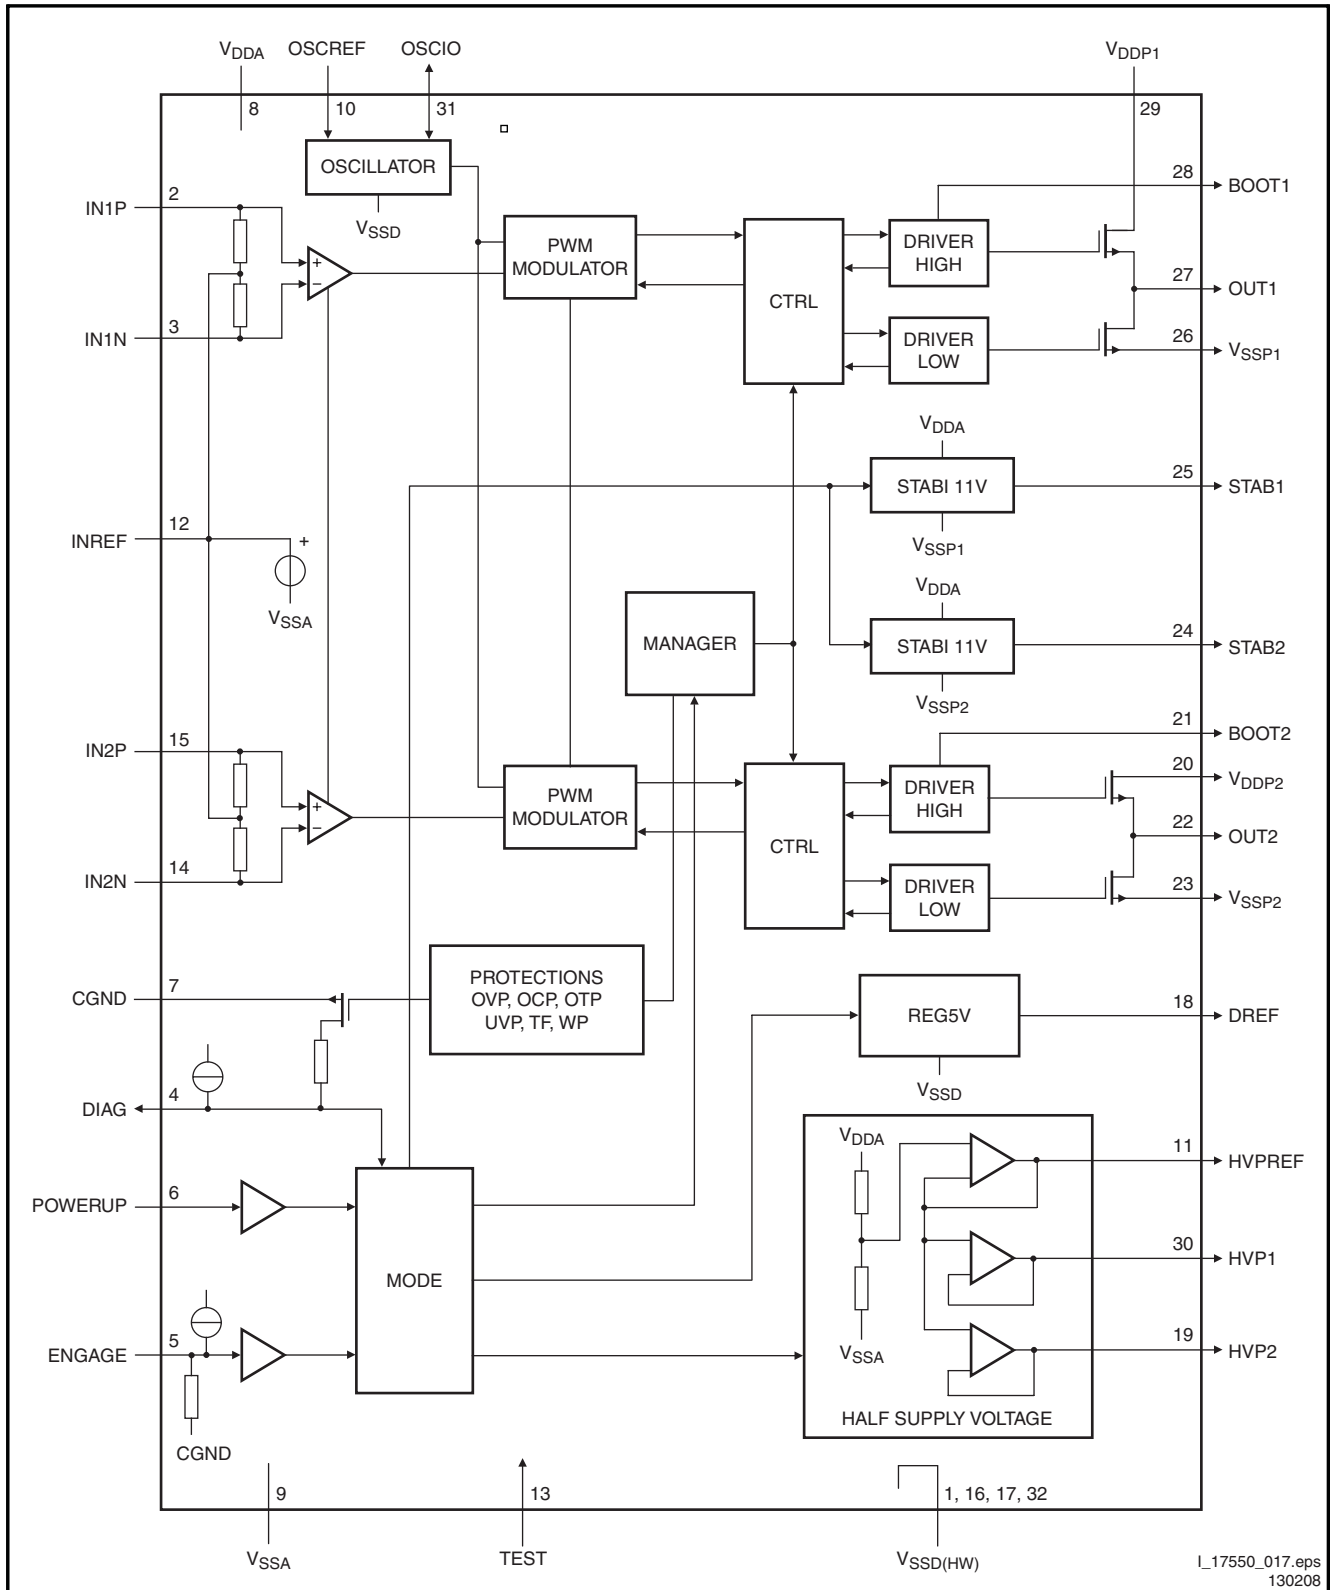 VDDA OSCREF OSCIO VDDP1
8 10 31 29
OSCILLATOR
VSSD
28 BOOT1
IN1P 2
+
−
IN1N 3
PWM
MODULATOR
CTRL
DRIVER
HIGH
DRIVER
LOW
27 OUT1
26 VSSP1
VDDA
STABI 11V
VSSP1
25 STAB1
INREF 12
+
VSSA
VDDA
STABI 11V
VSSP2
24 STAB2
MANAGER
21 BOOT2
IN2P 15
+
−
IN2N 14
PWM
MODULATOR
CTRL
DRIVER
HIGH
DRIVER
LOW
20 VDDP2
22 OUT2
23 VSSP2
CGND 7
PROTECTIONS
OVP, OCP, OTP
UVP, TF, WP
REG5V
VSSD
18 DREF
DIAG 4
POWERUP 6
MODE
ENGAGE 5
CGND
VDDA
VSSA
HALF SUPPLY VOLTAGE
11 HVPREF
30 HVP1
19 HVP2
9 13 1, 16, 17, 32
VSSA TEST VSSD(HW)
I_17550_017.eps
130208